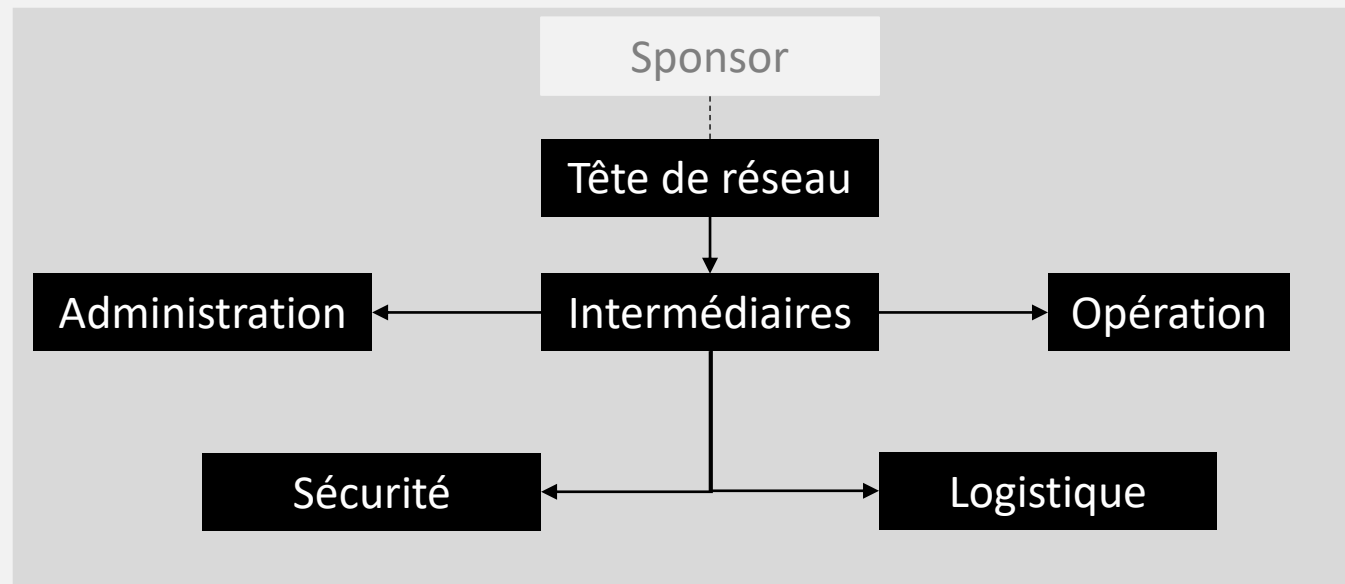 Sponsor
Tête de réseau
Administration
Intermédiaires
Opération
Sécurité
Logistique